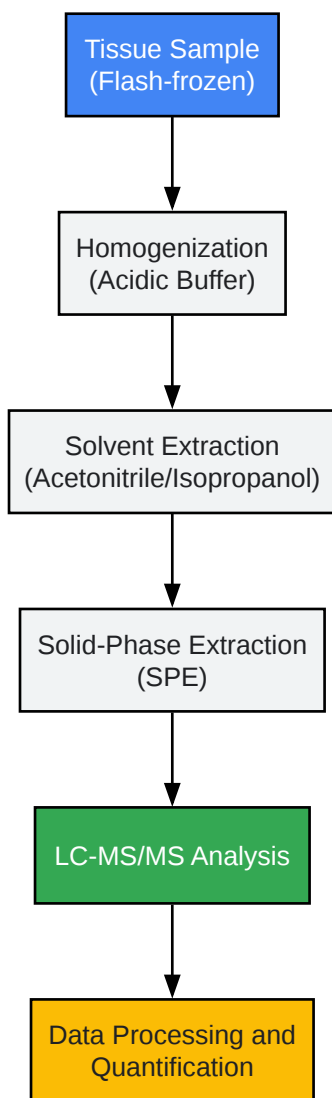 Tissue Sample
(Flash-frozen)
Homogenization
(Acidic Buffer)
Solvent Extraction
(Acetonitrile/Isopropanol)
Solid-Phase Extraction
(SPE)
LC-MS/MS Analysis
Data Processing and
Quantification